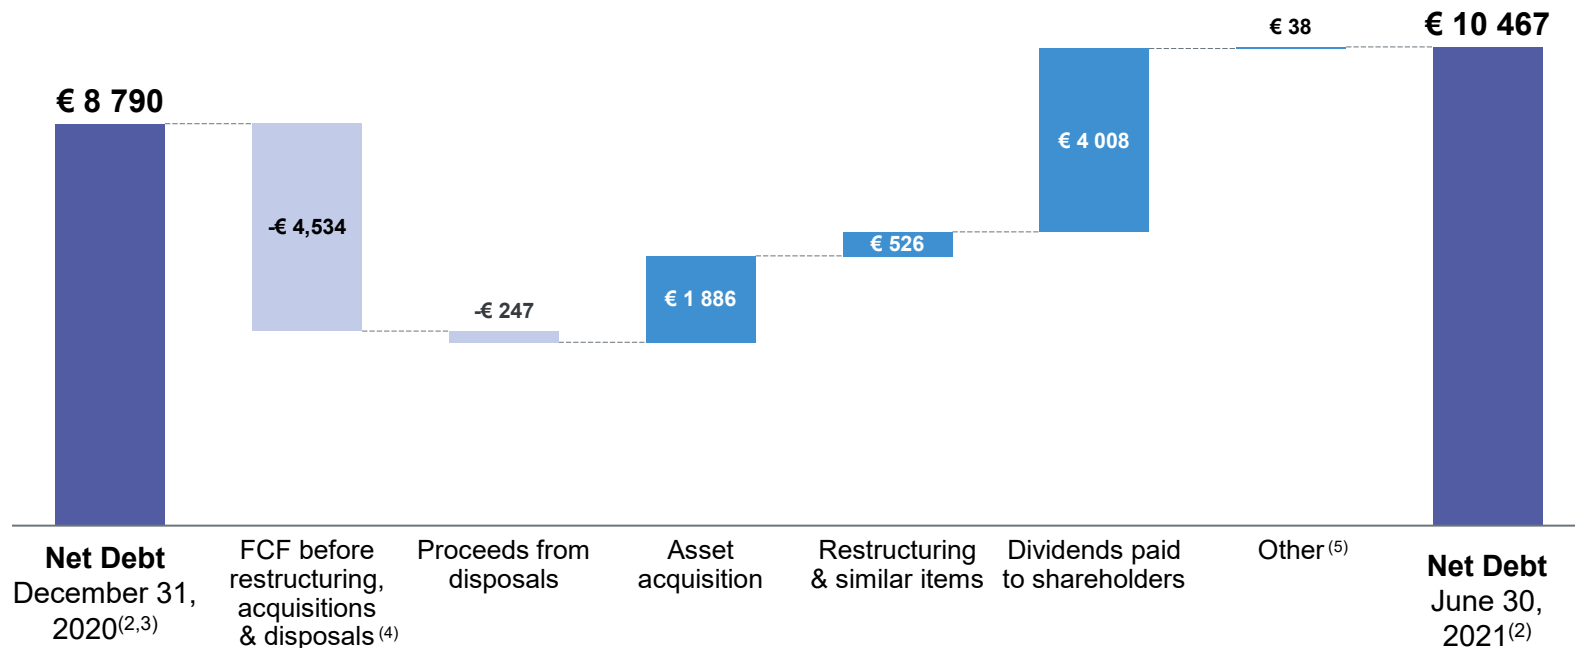 € 8 790
-€ 4,534
-€ 247
€ 1 886
€ 526
€ 4 008
€ 38
€ 10 467
Net Debt
December 31,
2020(2,3)
FCF before
restructuring,
acquisitions
& disposals (4)
Proceeds from
disposals
Asset
acquisition
Restructuring
& similar items
Dividends paid
to shareholders
Other (5)
Net Debt
June 30,
2021(2)